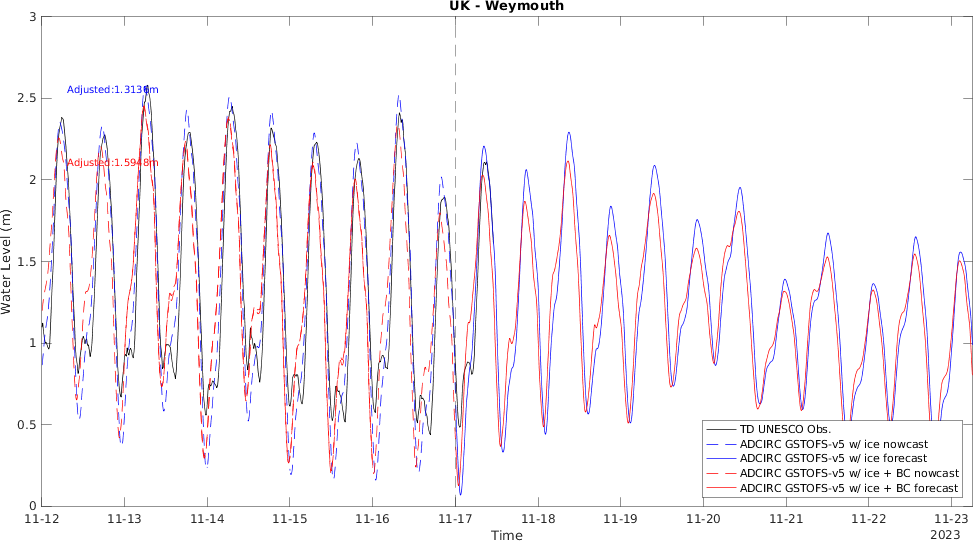 UK - Weymouth
3
2.5
2
1.5
1
0.5
0
Water Level (m)
Adjusted:1.3136m
Adjusted:1.5948m
TD UNESCO Obs.
ADCIRC GSTOFS-v5 w/ ice nowcast
ADCIRC GSTOFS-v5 w/ ice forecast
ADCIRC GSTOFS-v5 w/ ice + BC nowcast
ADCIRC GSTOFS-v5 w/ ice + BC forecast
11-12 11-13 11-14 11-15 11-16 11-17 11-18 11-19 11-20 11-21 11-22 11-23
Time 2023